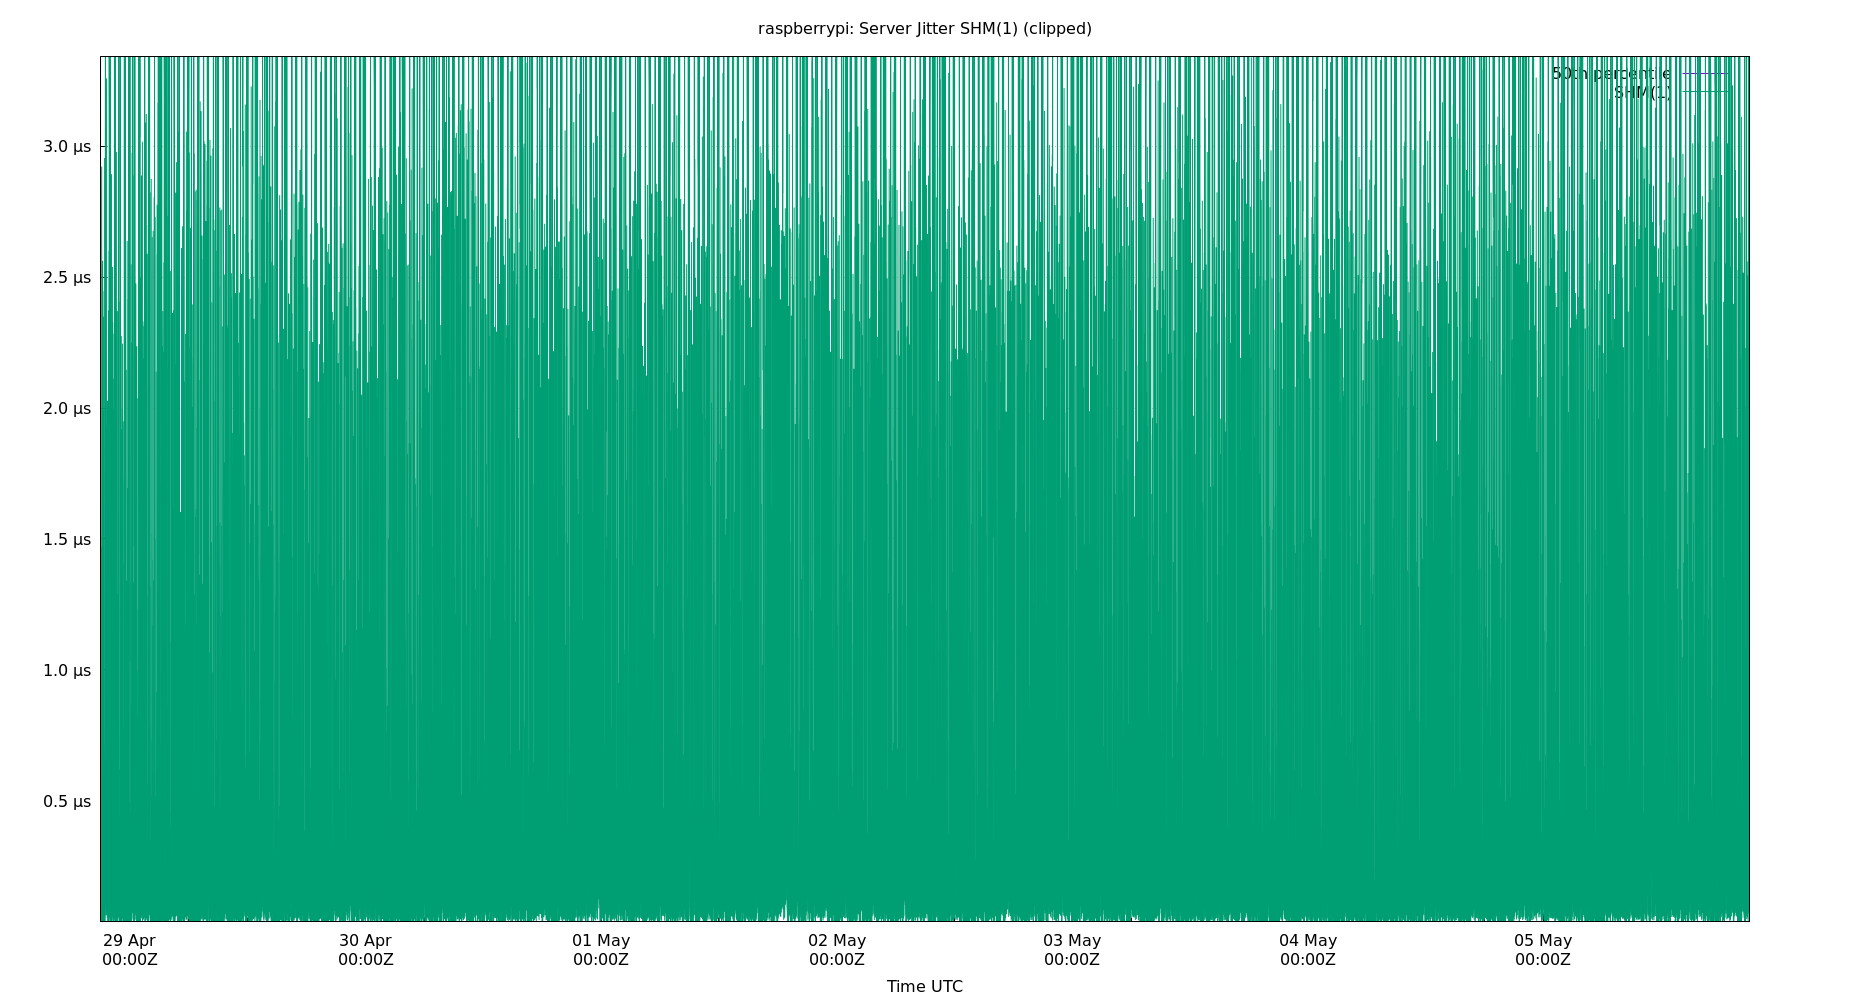 raspberrypi: Server Jitter SHM(1) (clipped)
50th percentile
SHM(1)
3.0 µs
2.5 µs
2.0 µs
1.5 µs
1.0 µs
0.5 µs
29 Apr 30 Apr 01 May 02 May 03 May 04 May 05 May
00:00Z 00:00Z 00:00Z 00:00Z 00:00Z 00:00Z 00:00Z
Time UTC